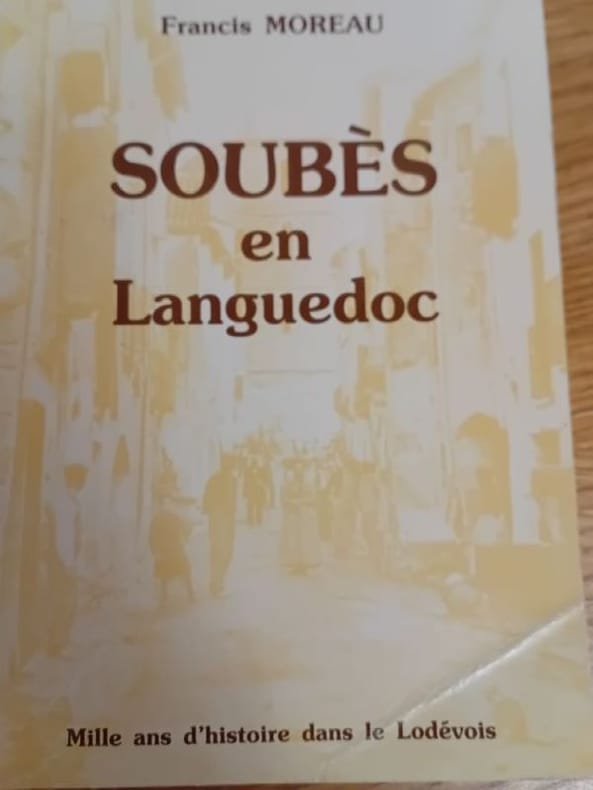 Francis MOREAU
SOUBÈS
en
Languedoc
Mille ans d'histoire dans le Lodévois